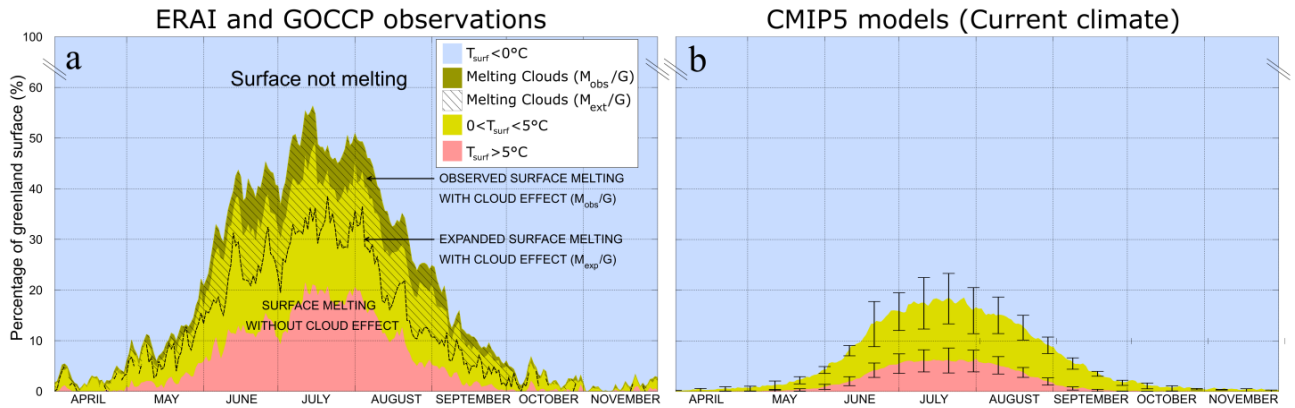 ERAI and GOCCP observations
CMIP5 models (Current climate)
Percentage of greenland surface (%)
100
60
50
40
30
20
10
0
a
Surface not melting
T_surf <0°C
Melting Clouds (M_obs/G)
Melting Clouds (M_ext/G)
0<T_surf<5°C
T_surf>5°C
OBSERVED SURFACE MELTING
WITH CLOUD EFFECT (M_obs/G)
EXPANDED SURFACE MELTING
WITH CLOUD EFFECT (M_exp/G)
SURFACE MELTING
WITHOUT CLOUD EFFECT
APRIL MAY JUNE JULY AUGUST SEPTEMBER OCTOBER NOVEMBER
b
APRIL MAY JUNE JULY AUGUST SEPTEMBER OCTOBER NOVEMBER